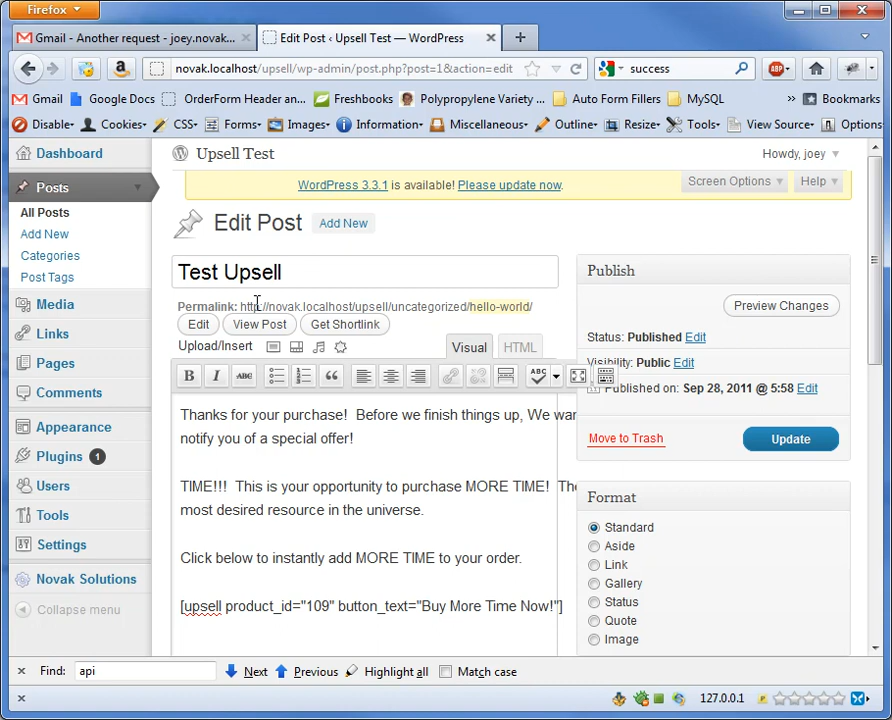 Firefox
Gmail - Another request - joey.novak...
Edit Post ‹ Upsell Test — WordPress
novak.localhost/upsell/wp-admin/post.php?post=1&action=edit
success
Gmail Google Docs OrderForm Header an... Freshbooks Polypropylene Variety ... Auto Form Fillers MySQL » Bookmarks
Disable Cookies CSS Forms Images Information Miscellaneous Outline Resize Tools View Source Options
Dashboard
Posts
All Posts
Add New
Categories
Post Tags
Media
Links
Pages
Comments
Appearance
Plugins 1
Users
Tools
Settings
Novak Solutions
Collapse menu
Upsell Test
Howdy, joey
WordPress 3.3.1 is available! Please update now.
Screen Options Help
Edit Post Add New
Test Upsell
Permalink: http://novak.localhost/upsell/uncategorized/hello-world/
Edit View Post Get Shortlink
Upload/Insert Visual HTML
B I ABC ABC
Thanks for your purchase! Before we finish things up, We war
notify you of a special offer!
TIME!!! This is your opportunity to purchase MORE TIME! The
most desired resource in the universe.
Click below to instantly add MORE TIME to your order.
[upsell product_id="109" button_text="Buy More Time Now!"]
Publish
Preview Changes
Status: Published Edit
Visibility: Public Edit
Published on: Sep 28, 2011 @ 5:58 Edit
Move to Trash Update
Format
Standard
Aside
Link
Gallery
Status
Quote
Image
Find: api Next Previous Highlight all Match case
127.0.0.1